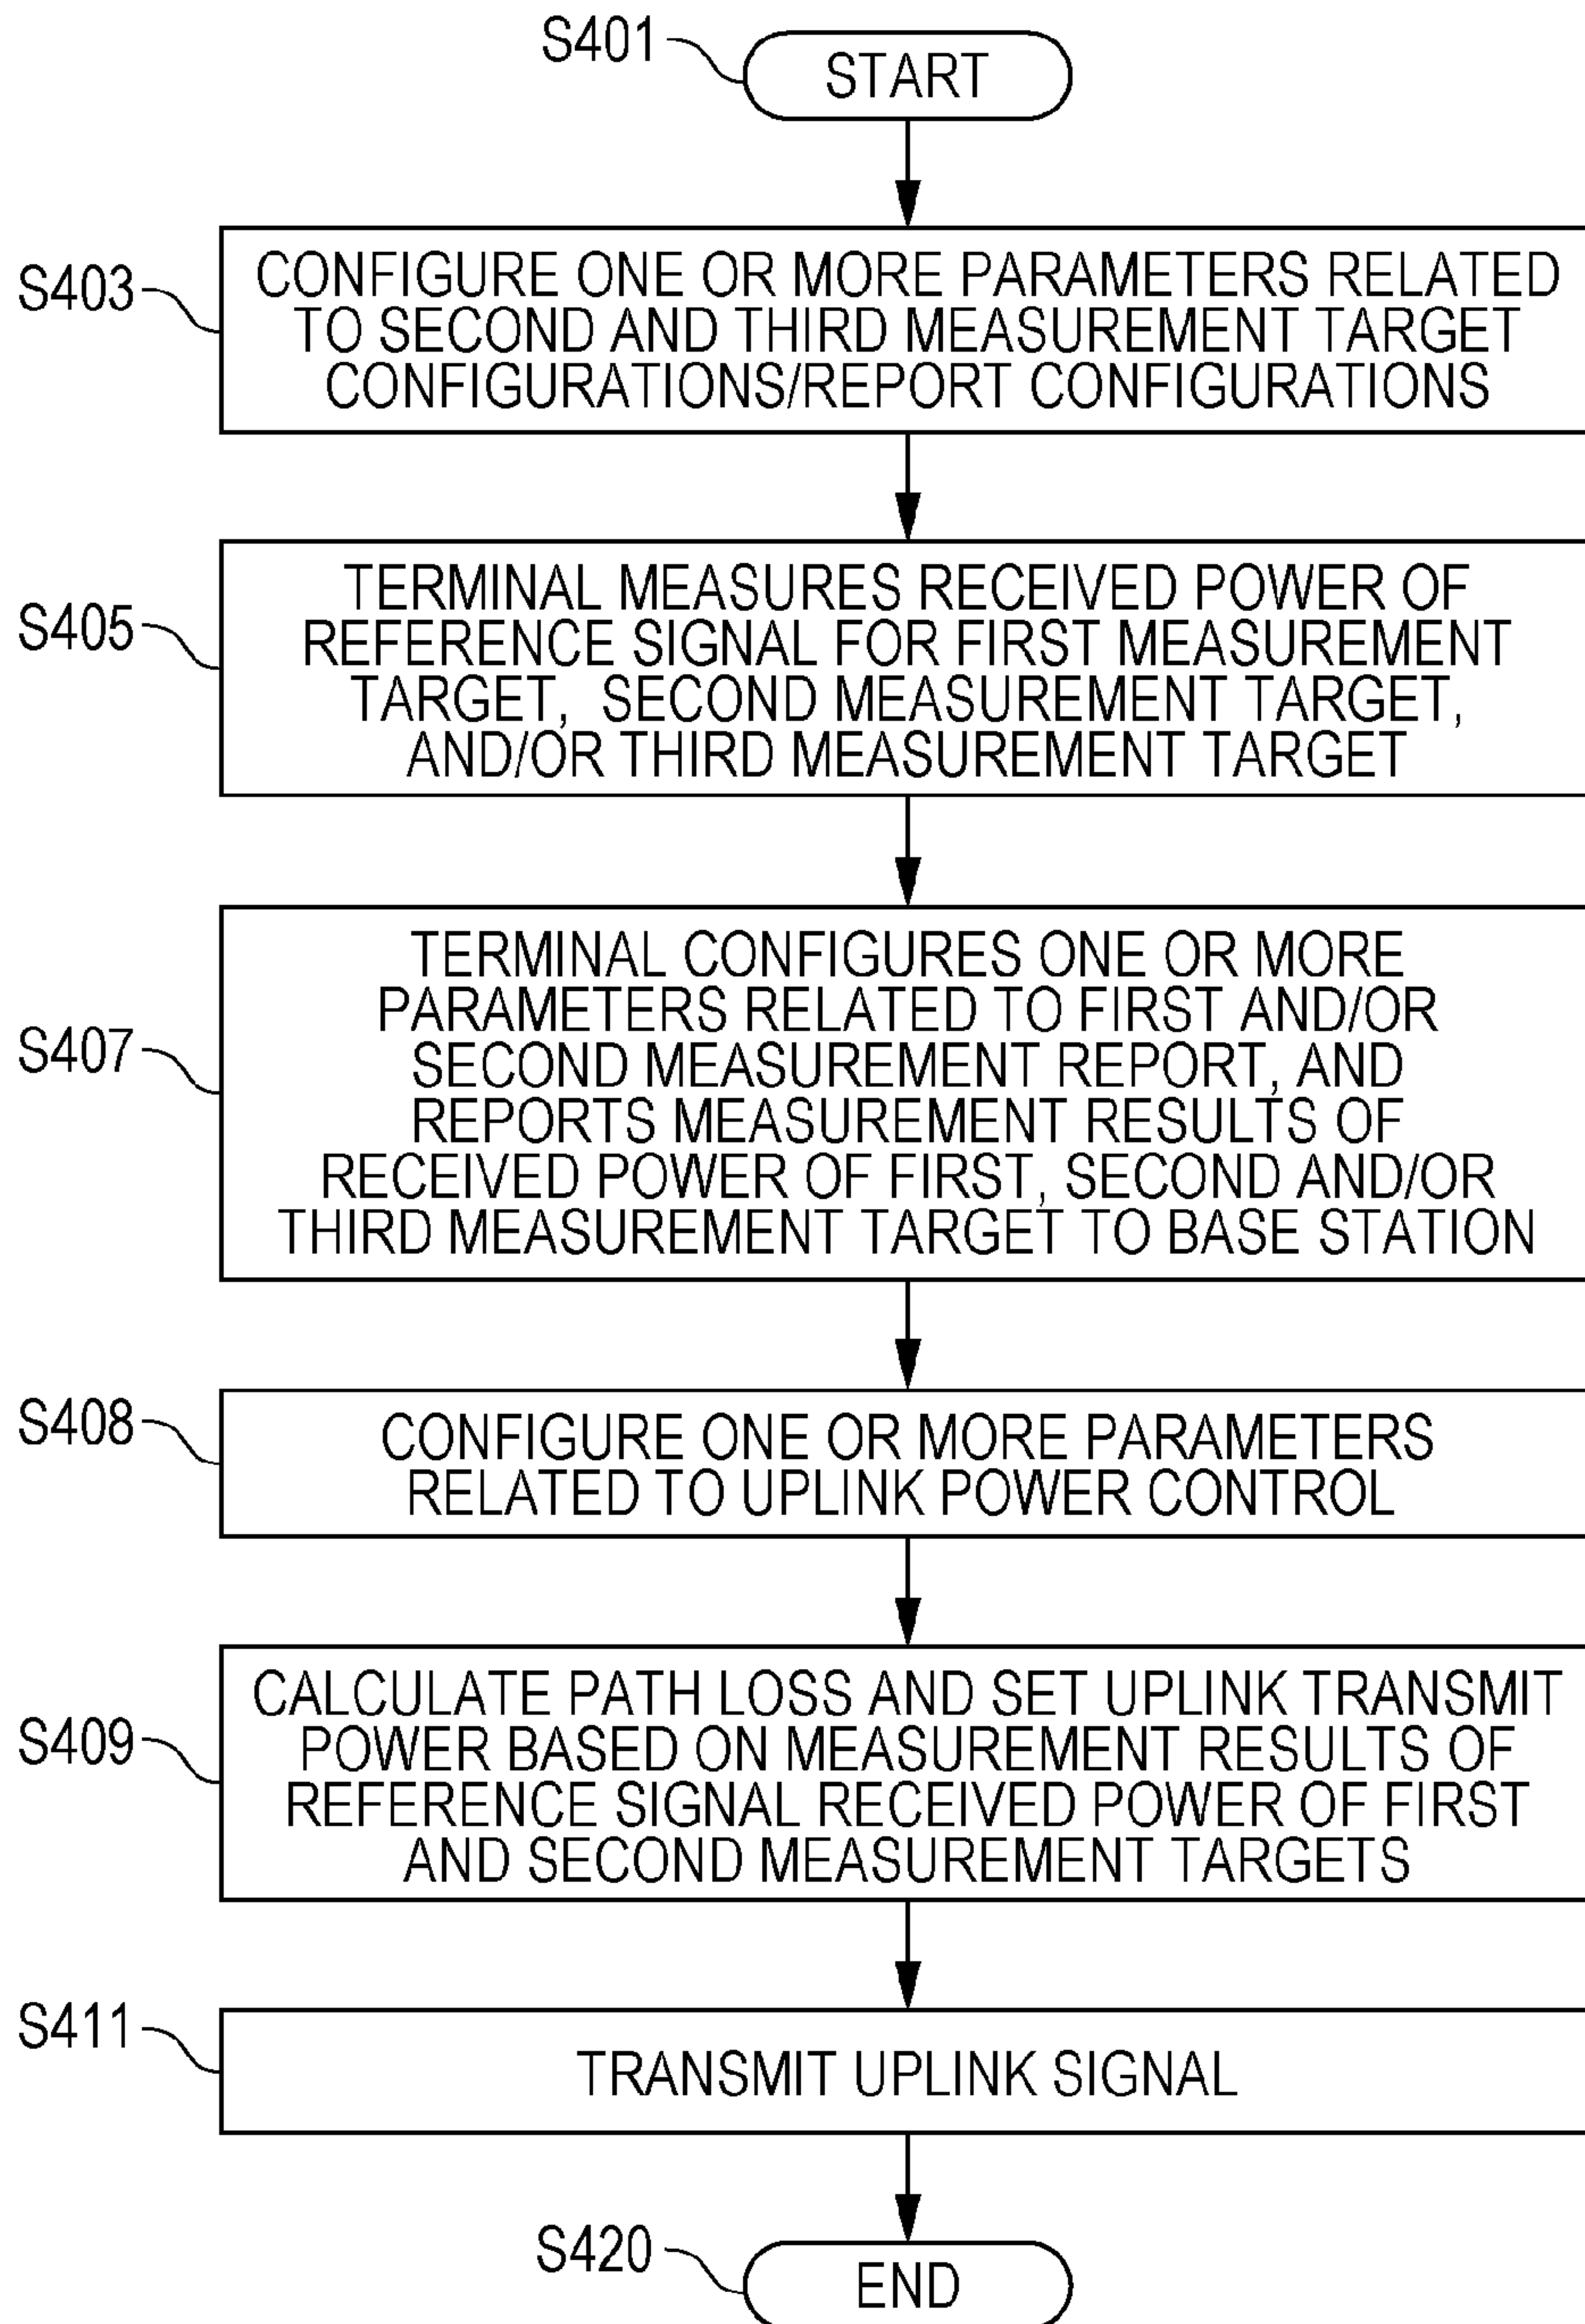 S401
START
S403
CONFIGURE ONE OR MORE PARAMETERS RELATED
TO SECOND AND THIRD MEASUREMENT TARGET
CONFIGURATIONS/REPORT CONFIGURATIONS
S405
TERMINAL MEASURES RECEIVED POWER OF
REFERENCE SIGNAL FOR FIRST MEASUREMENT
TARGET, SECOND MEASUREMENT TARGET,
AND/OR THIRD MEASUREMENT TARGET
S407
TERMINAL CONFIGURES ONE OR MORE
PARAMETERS RELATED TO FIRST AND/OR
SECOND MEASUREMENT REPORT, AND
REPORTS MEASUREMENT RESULTS OF
RECEIVED POWER OF FIRST, SECOND AND/OR
THIRD MEASUREMENT TARGET TO BASE STATION
S408
CONFIGURE ONE OR MORE PARAMETERS
RELATED TO UPLINK POWER CONTROL
S409
CALCULATE PATH LOSS AND SET UPLINK TRANSMIT
POWER BASED ON MEASUREMENT RESULTS OF
REFERENCE SIGNAL RECEIVED POWER OF FIRST
AND SECOND MEASUREMENT TARGETS
S411
TRANSMIT UPLINK SIGNAL
S420
END